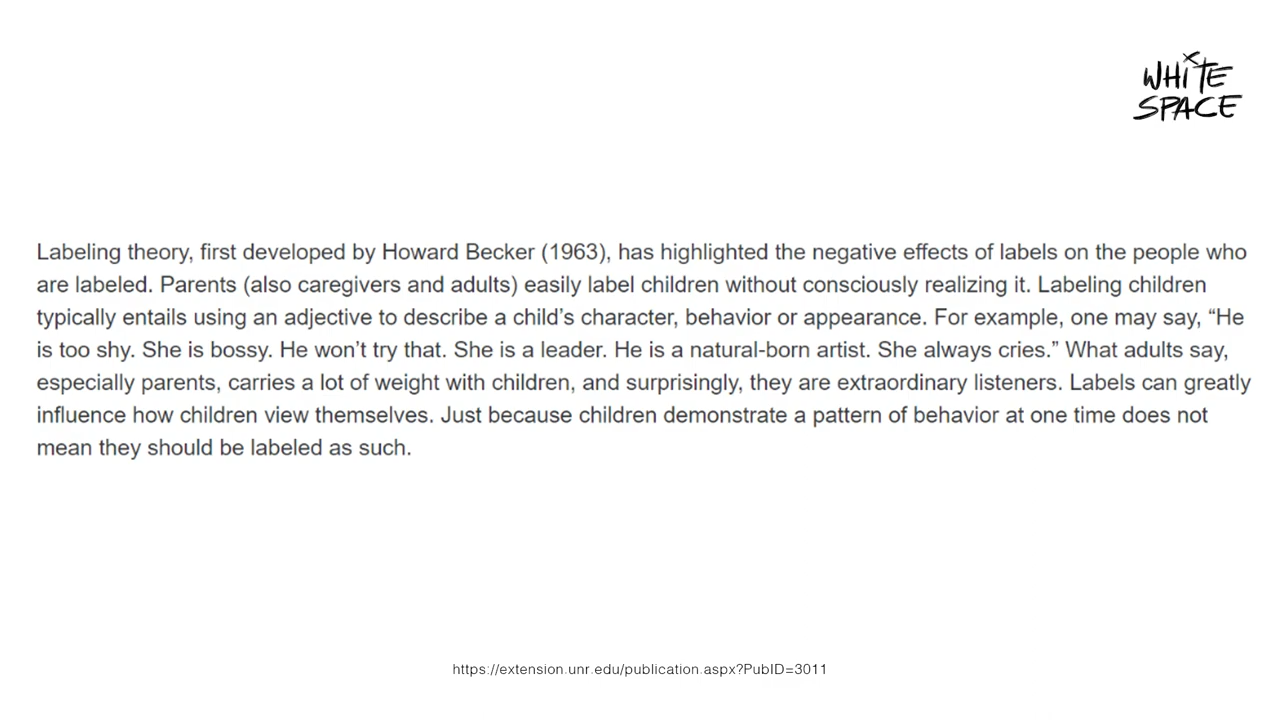 WHITE
SPACE
Labeling theory, first developed by Howard Becker (1963), has highlighted the negative effects of labels on the people who
are labeled. Parents (also caregivers and adults) easily label children without consciously realizing it. Labeling children
typically entails using an adjective to describe a child’s character, behavior or appearance. For example, one may say, “He
is too shy. She is bossy. He won’t try that. She is a leader. He is a natural-born artist. She always cries.” What adults say,
especially parents, carries a lot of weight with children, and surprisingly, they are extraordinary listeners. Labels can greatly
influence how children view themselves. Just because children demonstrate a pattern of behavior at one time does not
mean they should be labeled as such.
https://extension.unr.edu/publication.aspx?PubID=3011